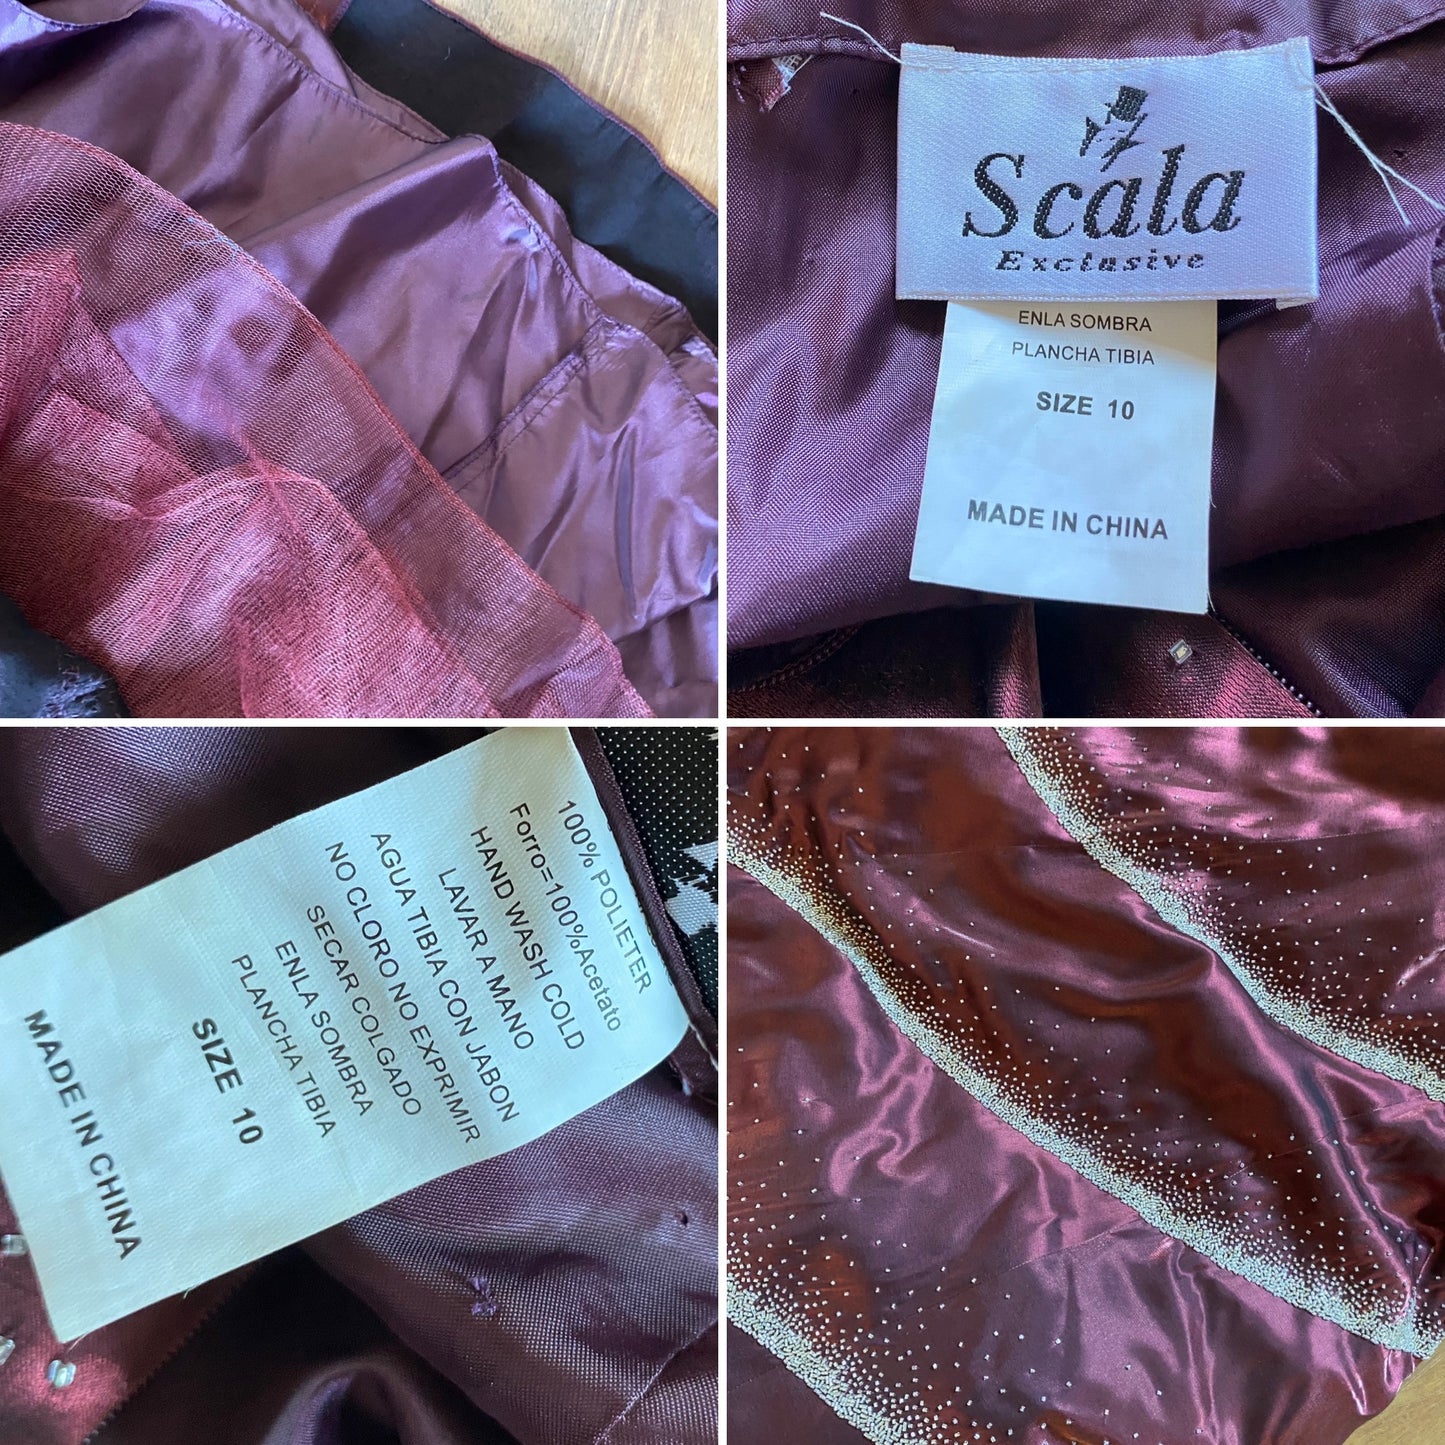 Scala
Exclusive
ENLA SOMBRA
PLANCHA TIBIA
SIZE 10
MADE IN CHINA
100% POLIETER
Forro=100%Acetato
HAND WASH COLD
LAVAR A MANO
AGUA TIBIA CON JABON
NO CLORO NO EXPRIMIR
SECAR COLGADO
ENLA SOMBRA
PLANCHA TIBIA
SIZE 10
MADE IN CHINA